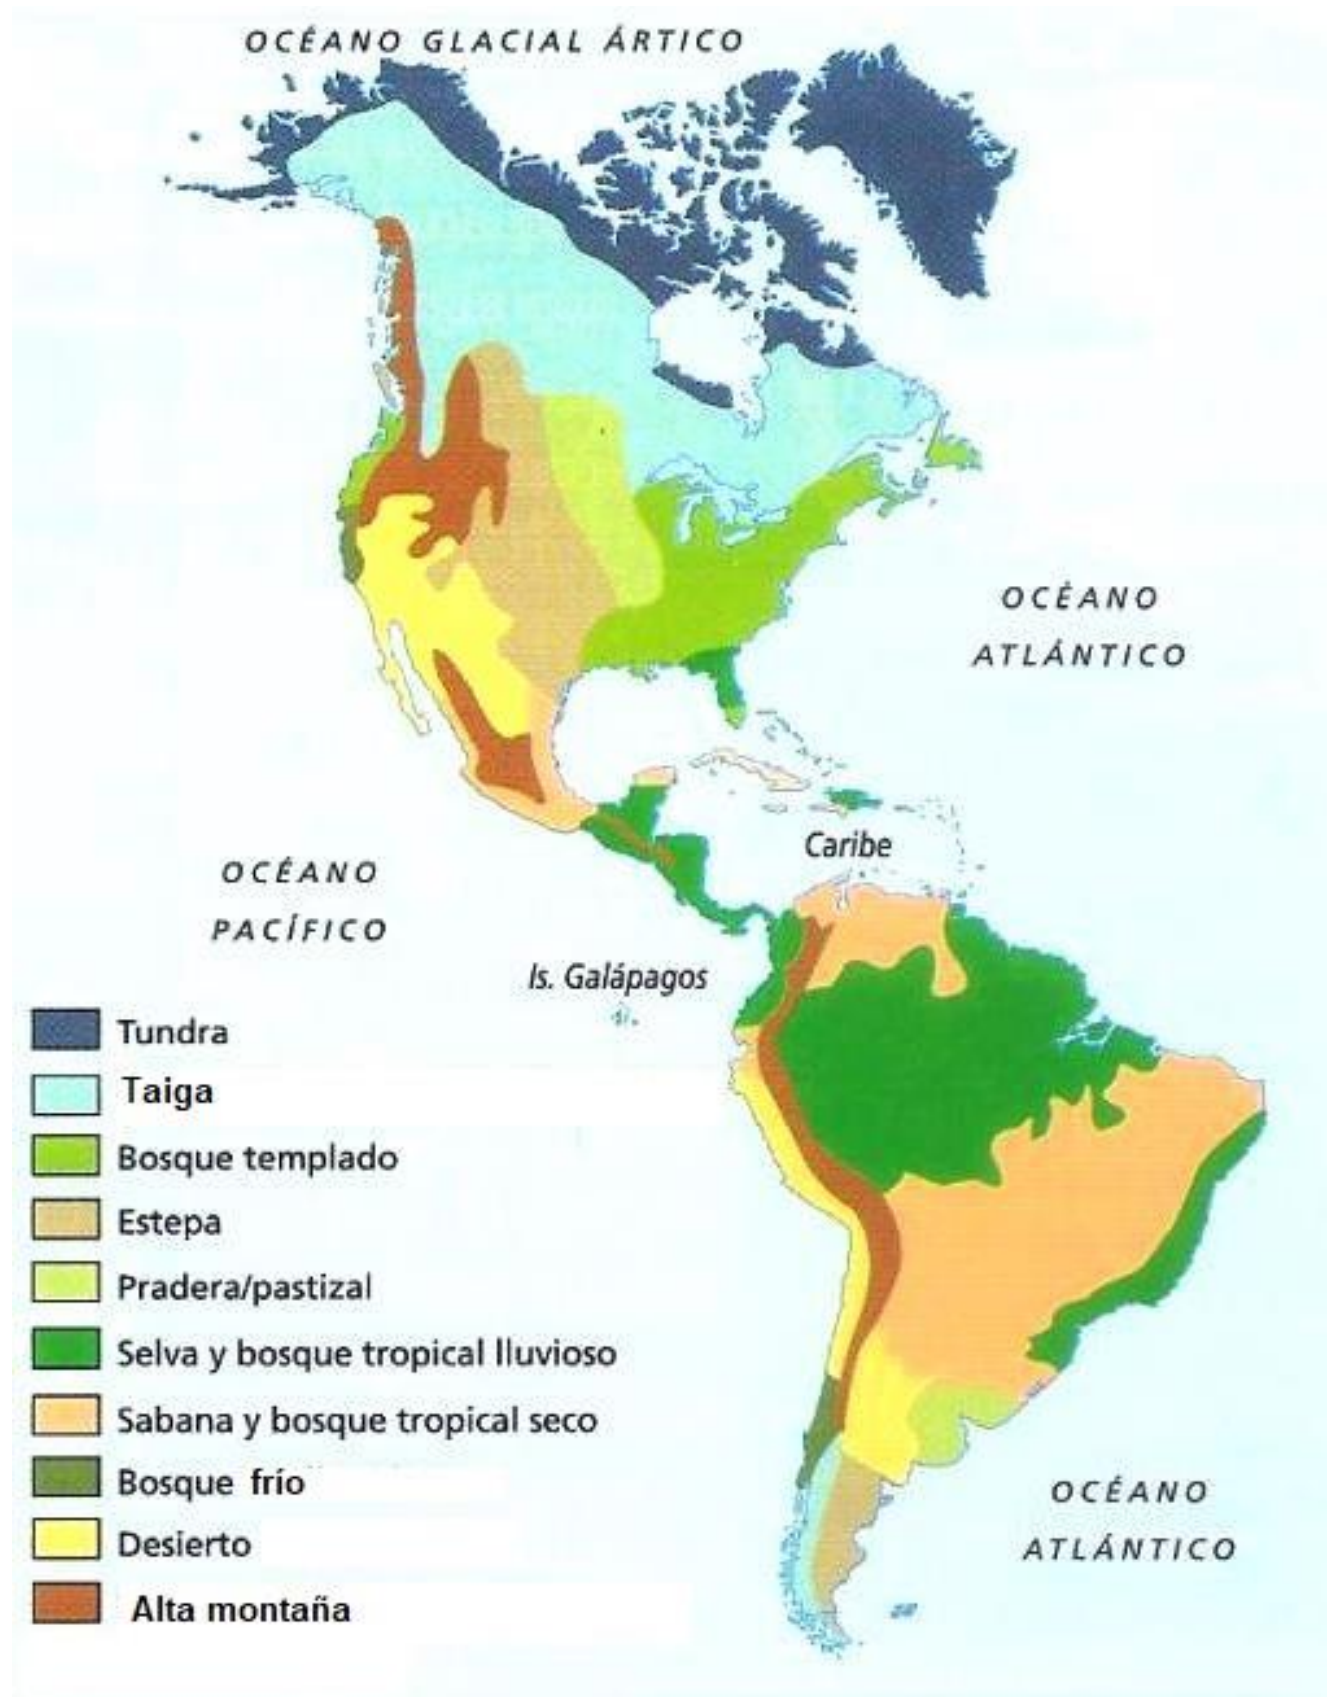 OCÉANO GLACIAL ÁRTICO
OCÉANO
ATLÁNTICO
Caribe
OCÉANO
PACÍFICO
Is. Galápagos
Tundra
Taiga
Bosque templado
Estepa
Pradera/pastizal
Selva y bosque tropical lluvioso
Sabana y bosque tropical seco
Bosque frío
Desierto
Alta montaña
OCÉANO
ATLÁNTICO